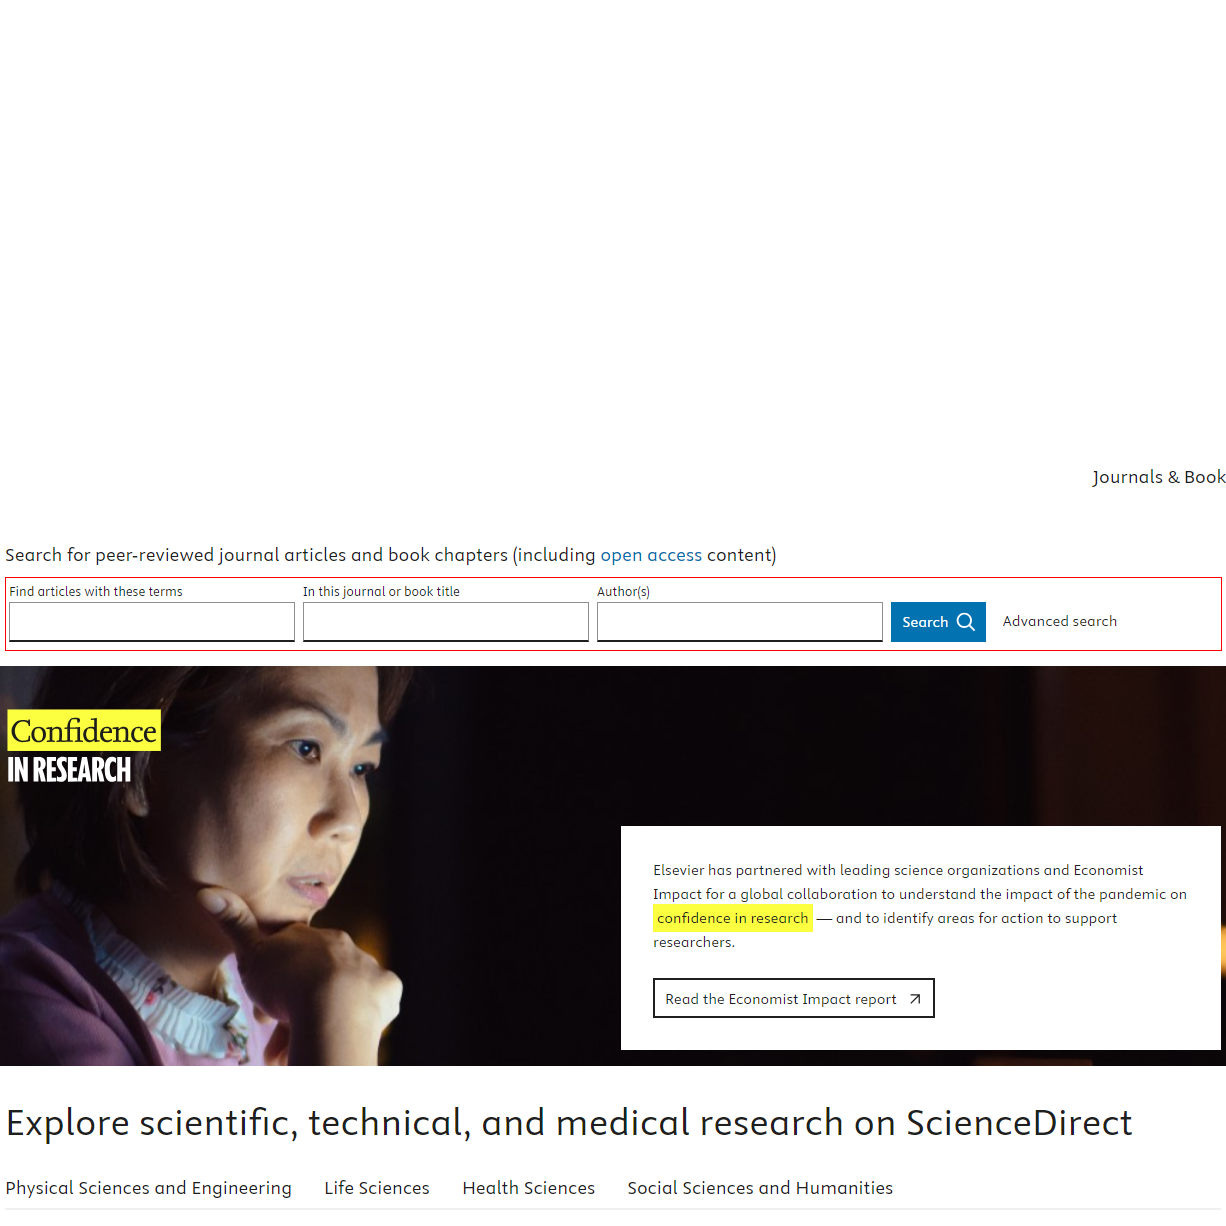 Journals & Book
Search for peer-reviewed journal articles and book chapters (including open access content)
Find articles with these terms
In this journal or book title
Author(s)
Search
Advanced search
Confidence
IN RESEARCH
Elsevier has partnered with leading science organizations and Economist
Impact for a global collaboration to understand the impact of the pandemic on
confidence in research — and to identify areas for action to support
researchers.
Read the Economist Impact report
Explore scientific, technical, and medical research on ScienceDirect
Physical Sciences and Engineering
Life Sciences
Health Sciences
Social Sciences and Humanities